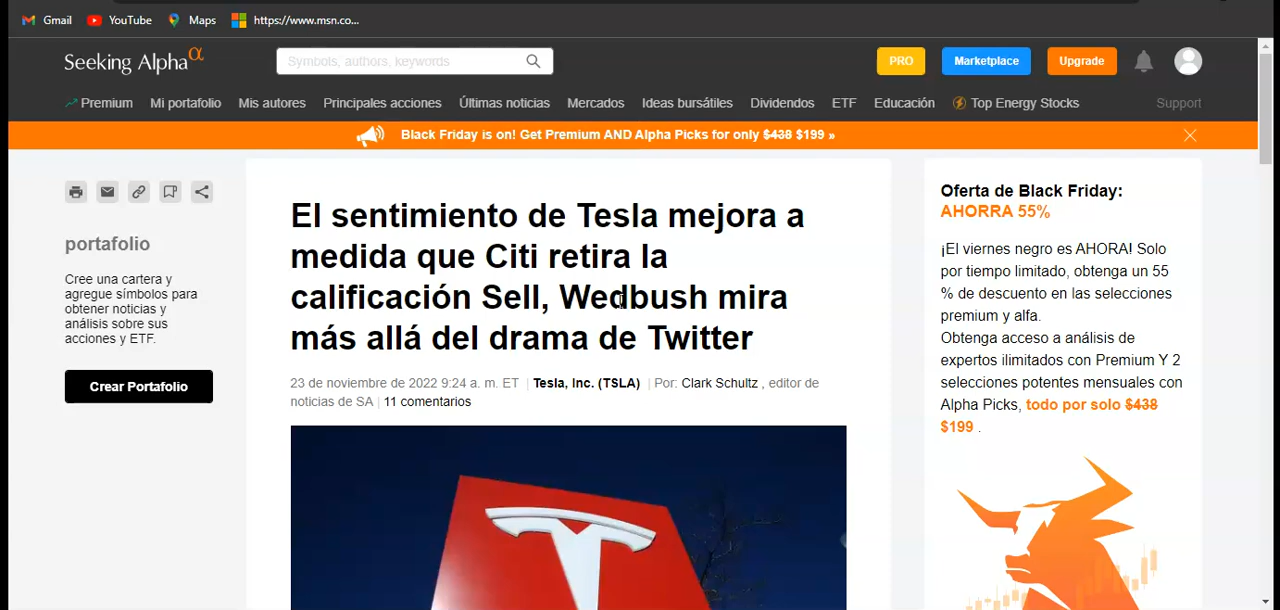 Gmail YouTube Maps https://www.msn.co...
Seeking Alpha α Symbols, authors, keywords PRO Marketplace Upgrade
Premium Mi portafolio Mis autores Principales acciones Últimas noticias Mercados Ideas bursátiles Dividendos ETF Educación Top Energy Stocks Support
Black Friday is on! Get Premium AND Alpha Picks for only $438 $199 »
portafolio
Cree una cartera y
agregue símbolos para
obtener noticias y
análisis sobre sus
acciones y ETF.
Crear Portafolio
El sentimiento de Tesla mejora a
medida que Citi retira la
calificación Sell, Wedbush mira
más allá del drama de Twitter
23 de noviembre de 2022 9:24 a. m. ET | Tesla, Inc. (TSLA) | Por: Clark Schultz , editor de
noticias de SA | 11 comentarios
Oferta de Black Friday:
AHORRA 55%
¡El viernes negro es AHORA! Solo
por tiempo limitado, obtenga un 55
% de descuento en las selecciones
premium y alfa.
Obtenga acceso a análisis de
expertos ilimitados con Premium Y 2
selecciones potentes mensuales con
Alpha Picks, todo por solo $438
$199 .